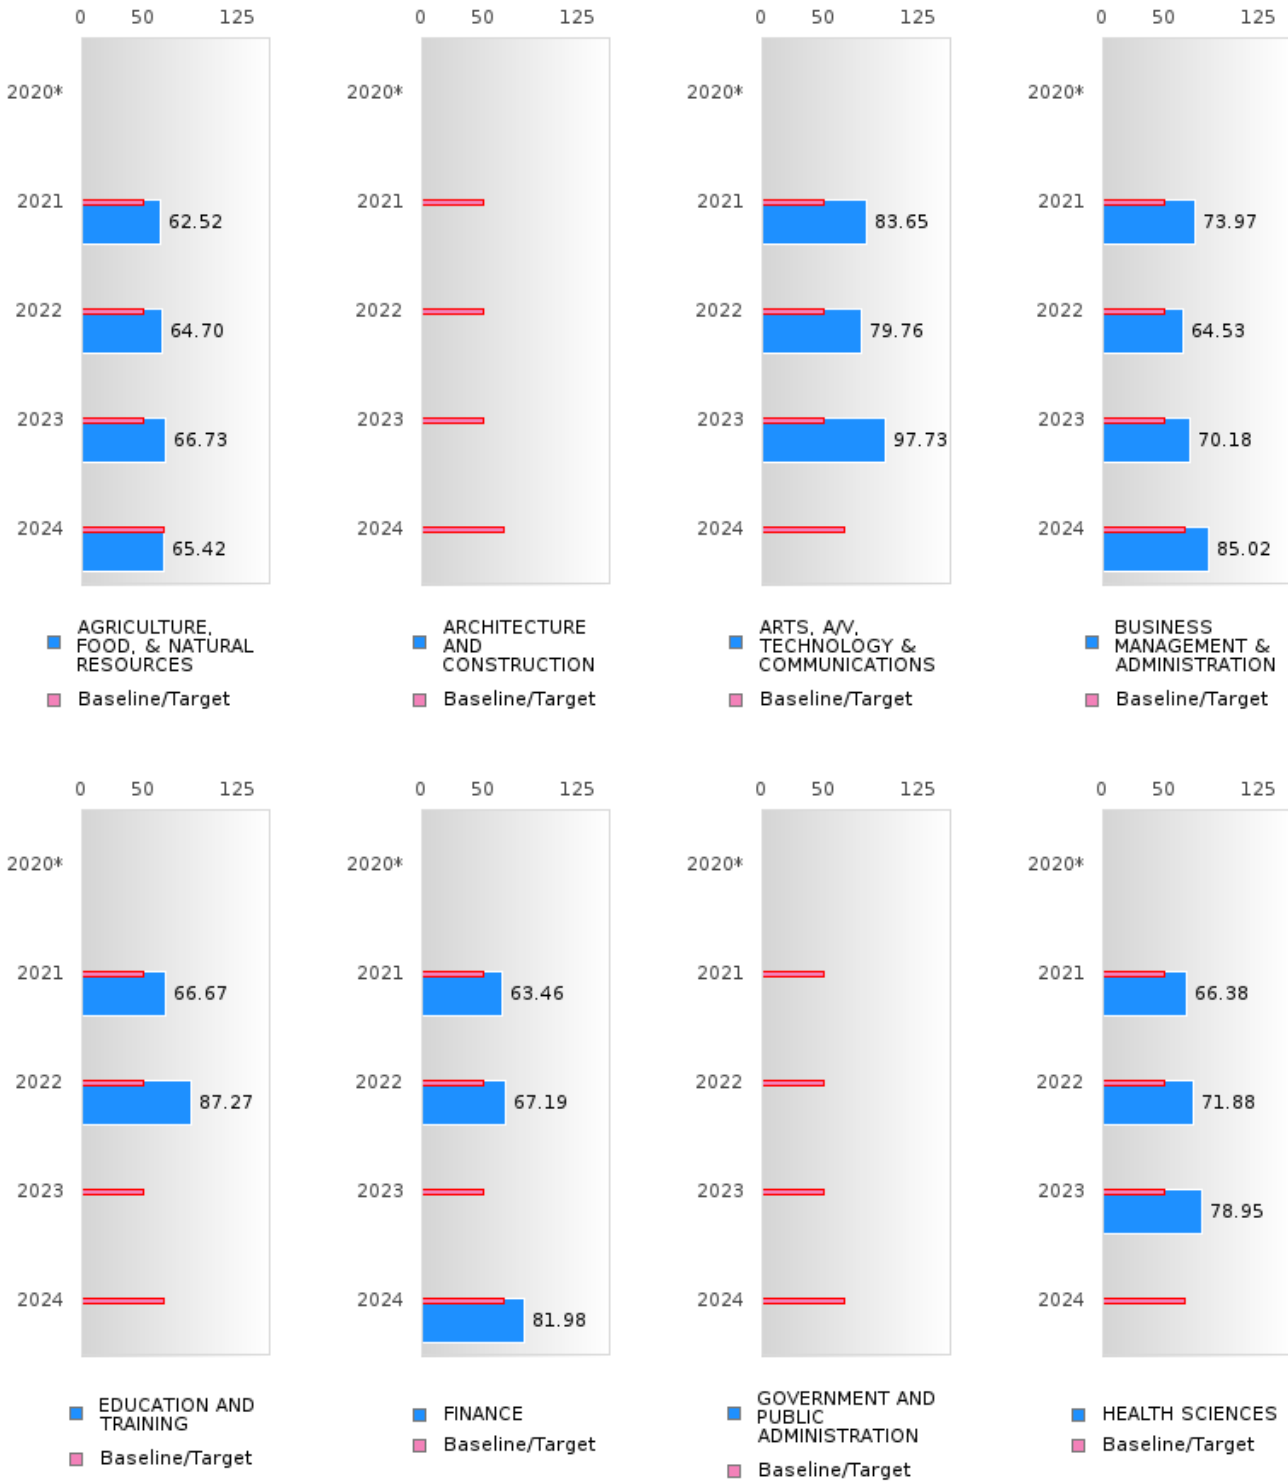 0 50 125 0 50 125 0 50 125 0 50 125
2020* 2020* 2020* 2020*
2021 2021 2021 2021
62.52 83.65 73.97
2022 2022 2022 2022
64.70 79.76 64.53
2023 2023 2023 2023
66.73 97.73 70.18
2024 2024 2024 2024
65.42 85.02
AGRICULTURE,
FOOD, & NATURAL
RESOURCES
Baseline/Target
ARCHITECTURE
AND
CONSTRUCTION
Baseline/Target
ARTS, A/V,
TECHNOLOGY &
COMMUNICATIONS
Baseline/Target
BUSINESS
MANAGEMENT &
ADMINISTRATION
Baseline/Target
0 50 125 0 50 125 0 50 125 0 50 125
2020* 2020* 2020* 2020*
2021 2021 2021 2021
66.67 63.46 66.38
2022 2022 2022 2022
87.27 67.19 71.88
2023 2023 2023 2023
78.95
2024 2024 2024 2024
81.98
EDUCATION AND
TRAINING
Baseline/Target
FINANCE
Baseline/Target
GOVERNMENT AND
PUBLIC
ADMINISTRATION
Baseline/Target
HEALTH SCIENCES
Baseline/Target